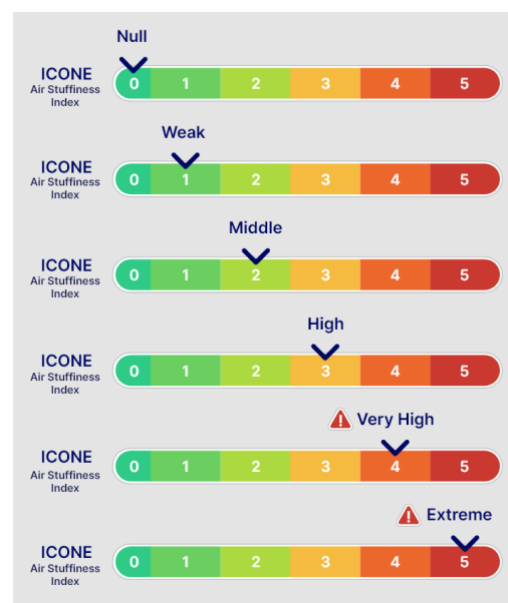 Null
ICONE
Air Stuffiness
Index
0 1 2 3 4 5
Weak
ICONE
Air Stuffiness
Index
0 1 2 3 4 5
Middle
ICONE
Air Stuffiness
Index
0 1 2 3 4 5
High
ICONE
Air Stuffiness
Index
0 1 2 3 4 5
Very High
ICONE
Air Stuffiness
Index
0 1 2 3 4 5
Extreme
ICONE
Air Stuffiness
Index
0 1 2 3 4 5